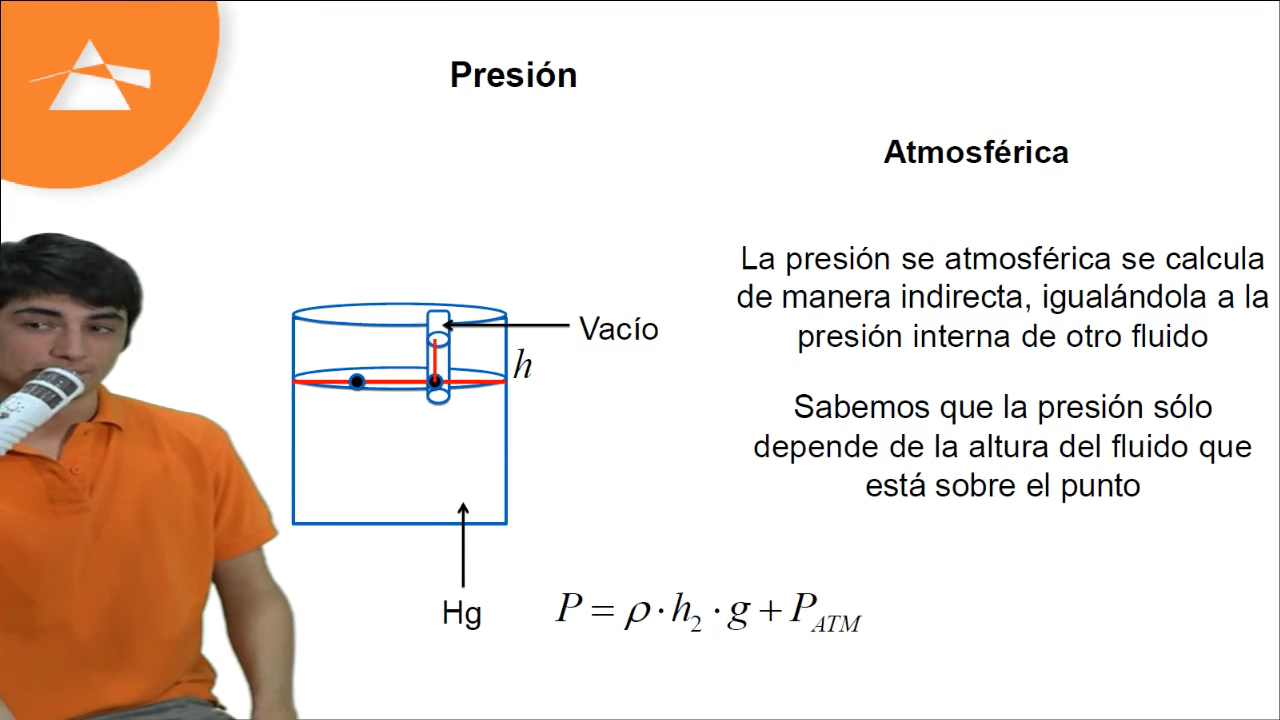 Presión
Atmosférica
La presión se atmosférica se calcula
de manera indirecta, igualándola a la
presión interna de otro fluido
Vacío
h
Sabemos que la presión sólo
depende de la altura del fluido que
está sobre el punto
Hg
P = ρ · h₂ · g + P_ATM